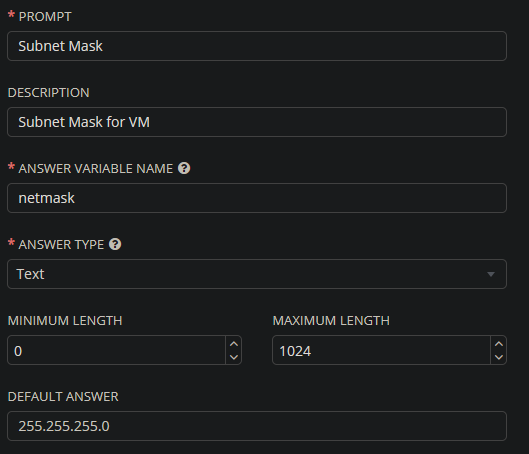 * PROMPT
Subnet Mask
DESCRIPTION
Subnet Mask for VM
* ANSWER VARIABLE NAME ?
netmask
* ANSWER TYPE ?
Text
MINIMUM LENGTH
MAXIMUM LENGTH
0
1024
DEFAULT ANSWER
255.255.255.0